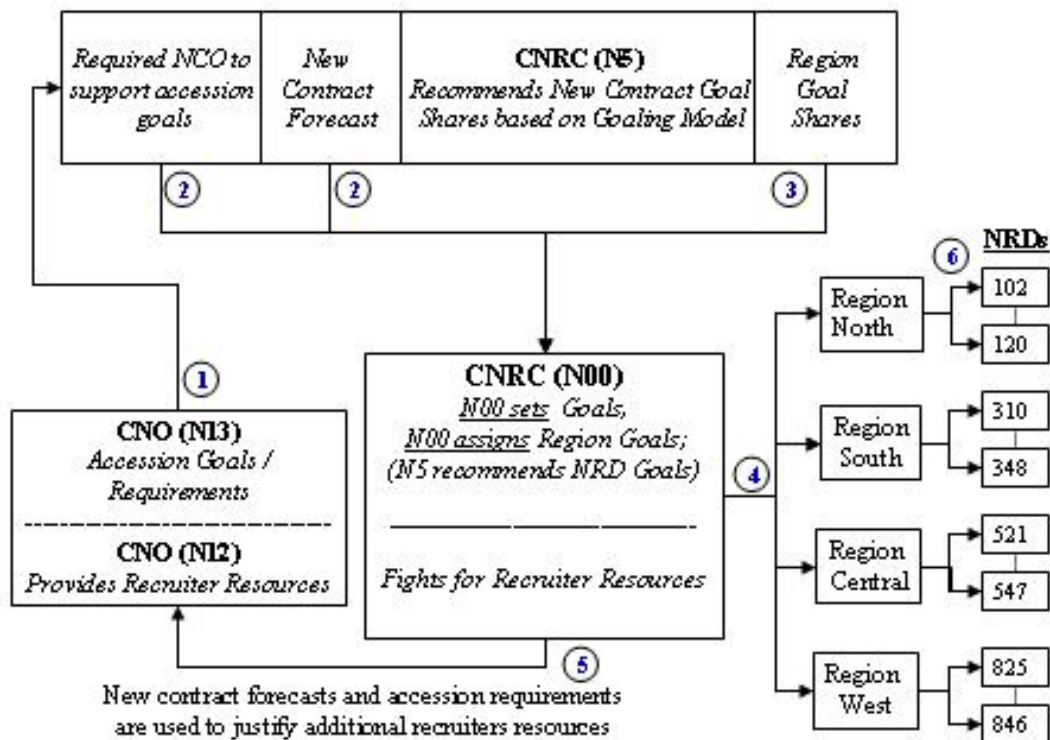 Required NCO to
support accession
goals
New
Contract
Forecast
CNRC (N5)
Recommends New Contract Goal
Shares based on Goaling Model
Region
Goal
Shares
2
2
3
1
CNO (N13)
Accession Goals /
Requirements
CNO (N12)
Provides Recruiter Resources
CNRC (N00)
N00 sets Goals,
N00 assigns Region Goals;
(N5 recommends NRD Goals)
Fights for Recruiter Resources
4
5
New contract forecasts and accession requirements
are used to justify additional recruiters resources
6
NRDs
Region
North
102
120
Region
South
310
348
Region
Central
521
547
Region
West
825
846